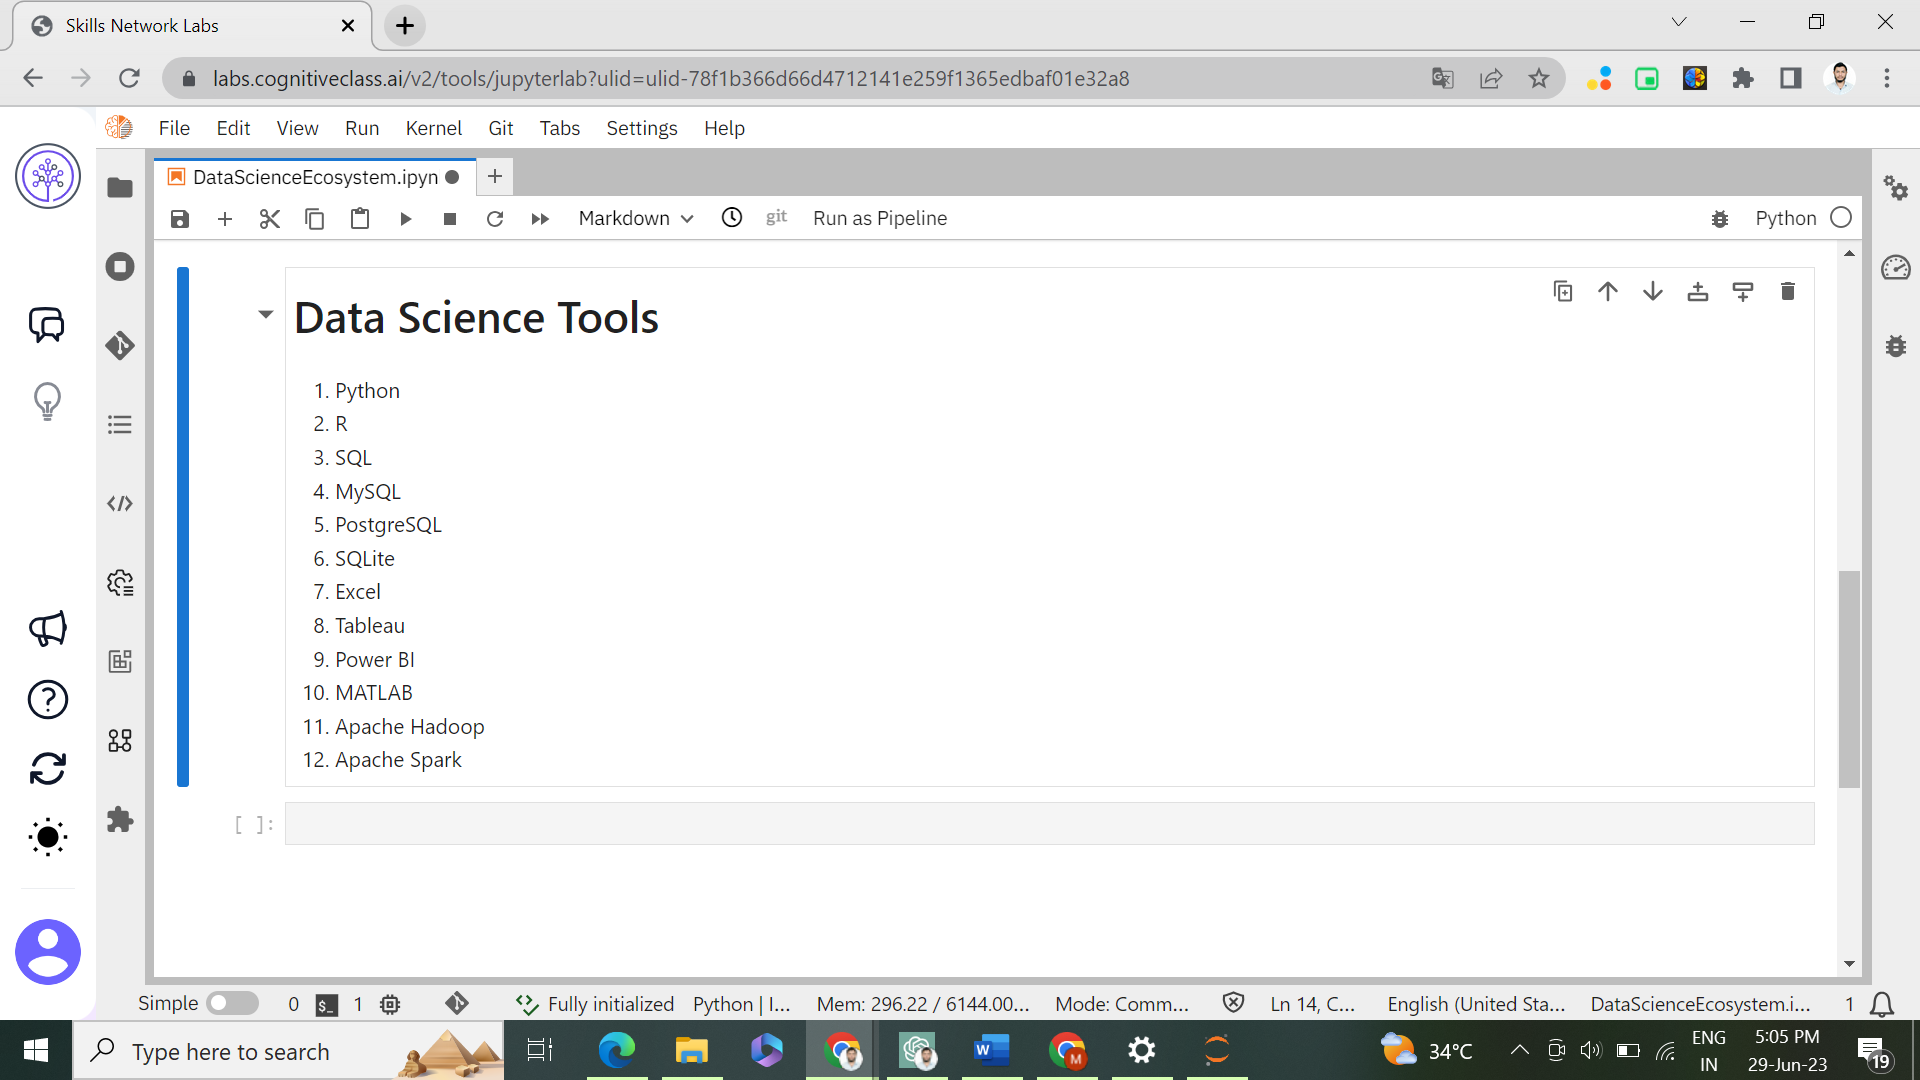 Skills Network Labs
labs.cognitiveclass.ai/v2/tools/jupyterlab?ulid=ulid-78f1b366d66d4712141e259f1365edbaf01e32a8
File Edit View Run Kernel Git Tabs Settings Help
DataScienceEcosystem.ipyn
Markdown git Run as Pipeline Python
Data Science Tools
1. Python
2. R
3. SQL
4. MySQL
5. PostgreSQL
6. SQLite
7. Excel
8. Tableau
9. Power BI
10. MATLAB
11. Apache Hadoop
12. Apache Spark
[ ]:
Simple 0 $_ 1 Fully initialized Python | I... Mem: 296.22 / 6144.00... Mode: Comm... Ln 14, C... English (United Sta... DataScienceEcosystem.i... 1
Type here to search W M 34°C ENG IN 5:05 PM 29-Jun-23 19